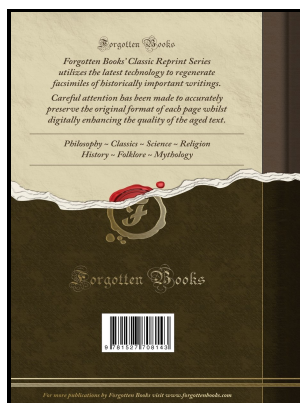 Forgotten Books
Forgotten Books' Classic Reprint Series
utilizes the latest technology to regenerate
facsimiles of historically important writings.
Careful attention has been made to accurately
preserve the original format of each page whilst
digitally enhancing the quality of the aged text.
Philosophy ~ Classics ~ Science ~ Religion
History ~ Folklore ~ Mythology
F
Forgotten Books
9 781527 708143
For more publications by Forgotten Books visit www.forgottenbooks.com